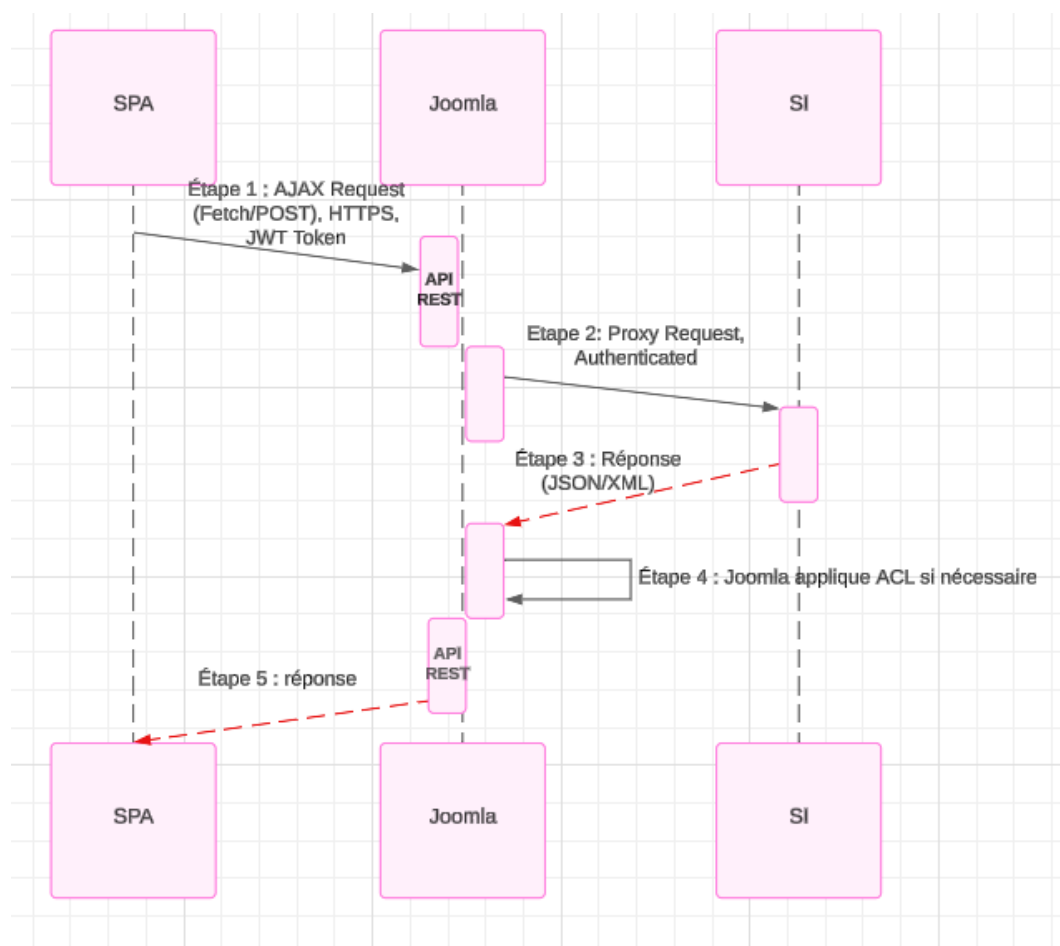 SPA
Joomla
SI
Étape 1 : AJAX Request
(Fetch/POST), HTTPS,
JWT Token
API
REST
Etape 2: Proxy Request,
Authenticated
Étape 3 : Réponse
(JSON/XML)
Étape 4 : Joomla applique ACL si nécessaire
API
REST
Étape 5 : réponse
SPA
Joomla
SI